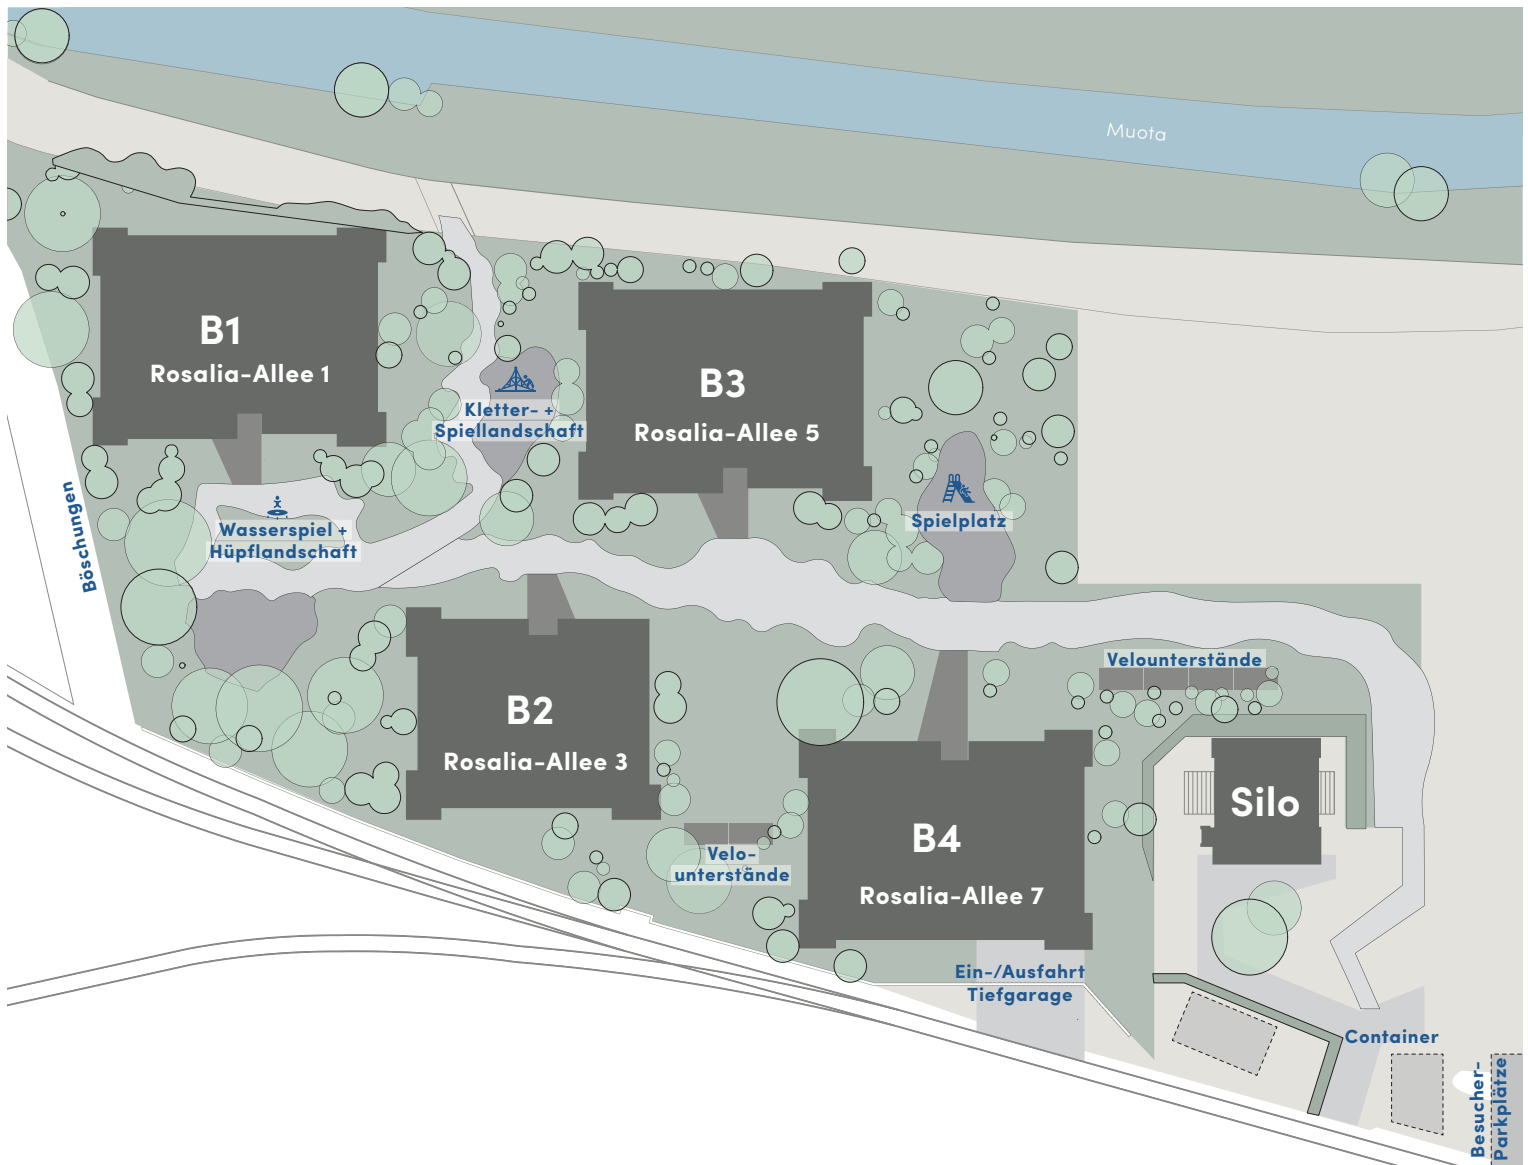 Muota
B1
Rosalia-Allee 1
B3
Rosalia-Allee 5
Kletter- +
Spiellandschaft
Spielplatz
Böschungen
Wasserspiel +
Hüpflandschaft
Velounterstände
B2
Rosalia-Allee 3
Silo
B4
Rosalia-Allee 7
Velo-
unterstände
Ein-/Ausfahrt
Tiefgarage
Container
Besucher-
Parkplätze